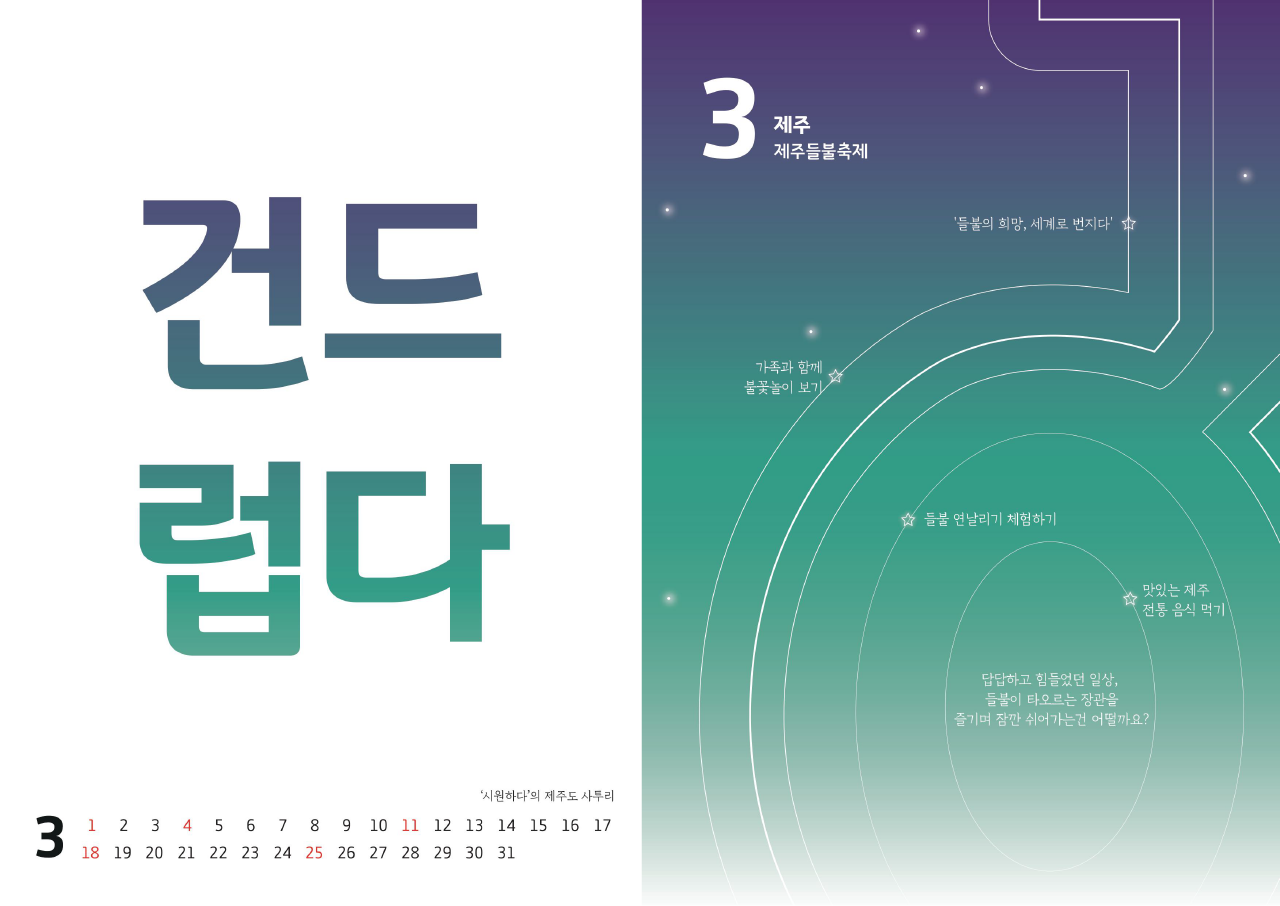 건드
럽다
'시원하다'의 제주도 사투리
3
1 2 3 4 5 6 7 8 9 10 11 12 13 14 15 16 17
18 19 20 21 22 23 24 25 26 27 28 29 30 31
3
제주
제주들불축제
'들불의 희망, 세계로 번지다'
가족과 함께
불꽃놀이 보기
들불 연날리기 체험하기
맛있는 제주
전통 음식 먹기
답답하고 힘들었던 일상,
들불이 타오르는 장관을
즐기며 잠깐 쉬어가는건 어떨까요?